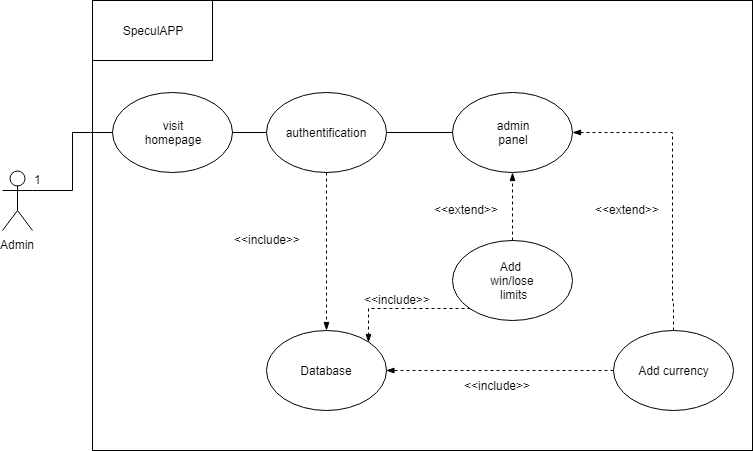 SpeculAPP
visit
homepage
authentification
admin
panel
1
Admin
<<extend>>
<<extend>>
<<include>>
Add
win/lose
limits
<<include>>
Database
Add currency
<<include>>